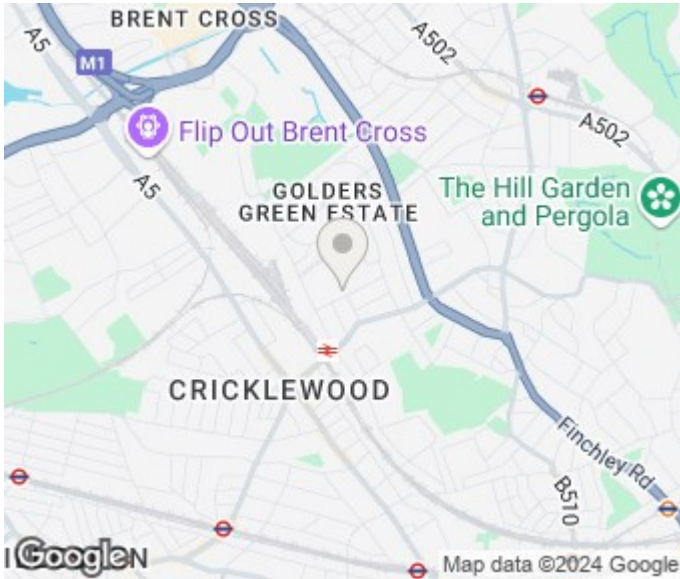 BRENT CROSS
A5
A502
M1
Flip Out Brent Cross
A502
A5
GOLDERS
GREEN ESTATE
The Hill Garden
and Pergola
CRICKLEWOOD
Finchley Rd
B510
Google
Map data ©2024 Google